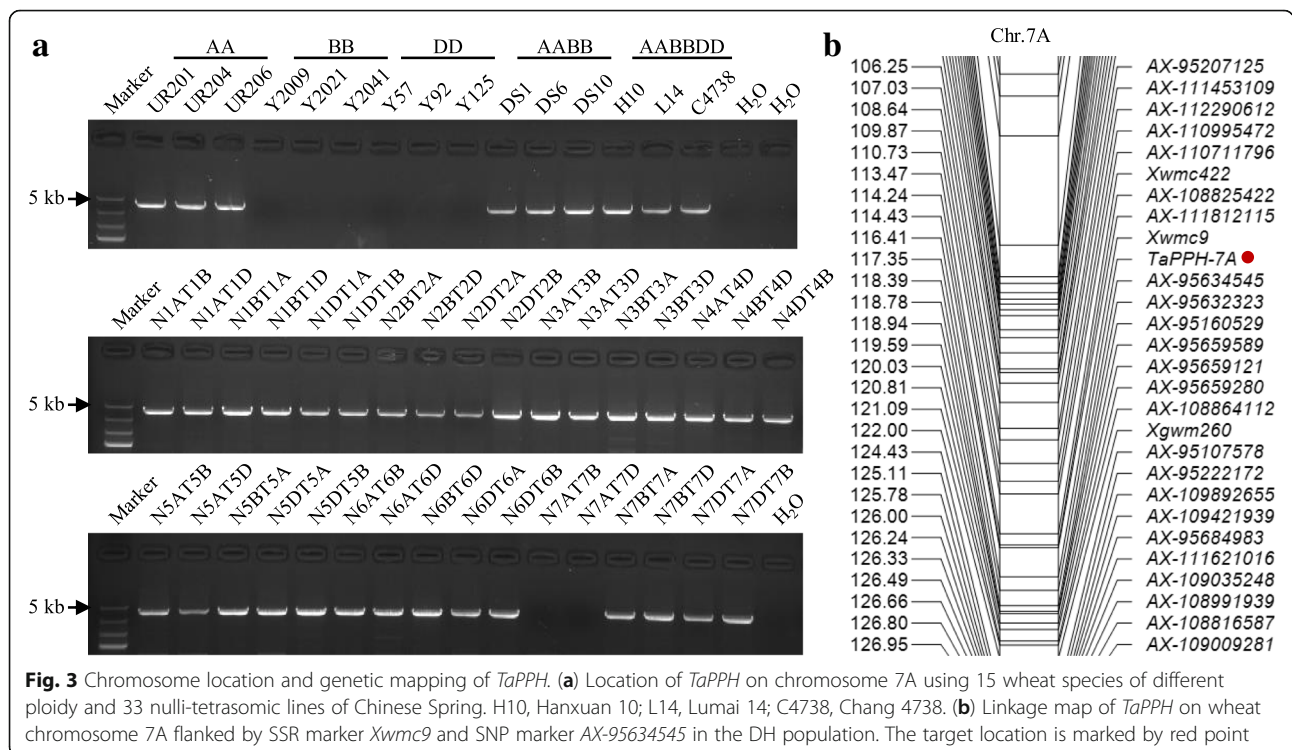 a
AA BB DD AABB AABBDD
Marker UR201 UR204 UR206 Y2009 Y2021 Y2041 Y57 Y92 Y125 DS1 DS6 DS10 H10 L14 C4738 H₂O H₂O
5 kb
Marker N1AT1B N1AT1D N1BT1A N1BT1D N1DT1A N1DT1B N2BT2A N2BT2D N2DT2A N2DT2B N3AT3B N3AT3D N3BT3A N3BT3D N4AT4D N4BT4D N4DT4B
5 kb
Marker N5AT5B N5AT5D N5BT5A N5DT5A N5DT5B N6AT6B N6AT6D N6BT6D N6DT6A N6DT6B N7AT7B N7AT7D N7BT7A N7BT7D N7DT7A N7DT7B H₂O
5 kb
b
Chr.7A
106.25 AX-95207125
107.03 AX-111453109
108.64 AX-112290612
109.87 AX-110995472
110.73 AX-110711796
113.47 Xwmc422
114.24 AX-108825422
114.43 AX-111812115
116.41 Xwmc9
117.35 TaPPH-7A
118.39 AX-95634545
118.78 AX-95632323
118.94 AX-95160529
119.59 AX-95659589
120.03 AX-95659121
120.81 AX-95659280
121.09 AX-108864112
122.00 Xgwm260
124.43 AX-95107578
125.11 AX-95222172
125.78 AX-109892655
126.00 AX-109421939
126.24 AX-95684983
126.33 AX-111621016
126.49 AX-109035248
126.66 AX-108991939
126.80 AX-108816587
126.95 AX-109009281
Fig. 3 Chromosome location and genetic mapping of TaPPH. (a) Location of TaPPH on chromosome 7A using 15 wheat species of different
ploidy and 33 nulli-tetrasomic lines of Chinese Spring. H10, Hanxuan 10; L14, Lumai 14; C4738, Chang 4738. (b) Linkage map of TaPPH on wheat
chromosome 7A flanked by SSR marker Xwmc9 and SNP marker AX-95634545 in the DH population. The target location is marked by red point